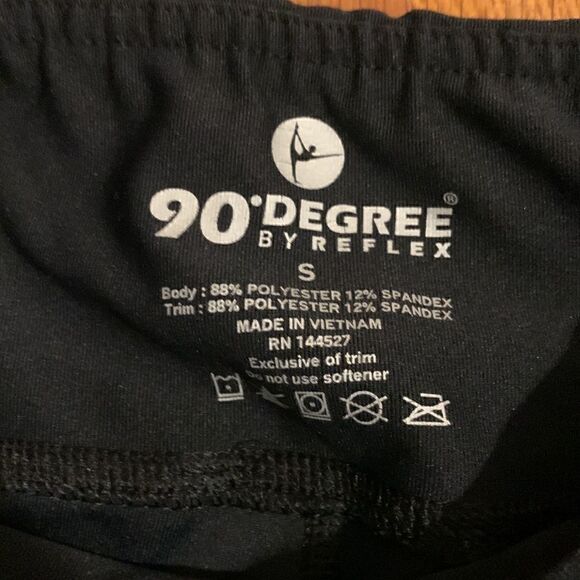 90°DEGREE®
BY REFLEX
S
Body : 88% POLYESTER 12% SPANDEX
Trim : 88% POLYESTER 12% SPANDEX
MADE IN VIETNAM
RN 144527
Exclusive of trim
Do not use softener